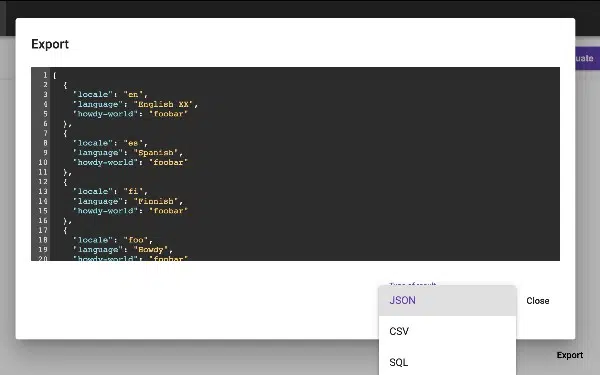 Export
uate
1 [
2 {
3 "locale": "en",
4 "language": "English XX",
5 "howdy-world": "foobar"
6 },
7 {
8 "locale": "es",
9 "language": "Spanish",
10 "howdy-world": "foobar"
11 },
12 {
13 "locale": "fi",
14 "language": "Finnish",
15 "howdy-world": "foobar"
16 },
17 {
18 "locale": "foo",
19 "language": "Howdy",
20 "howdy-world": "foobar"
Type of result
JSON
Close
CSV
Export
SQL